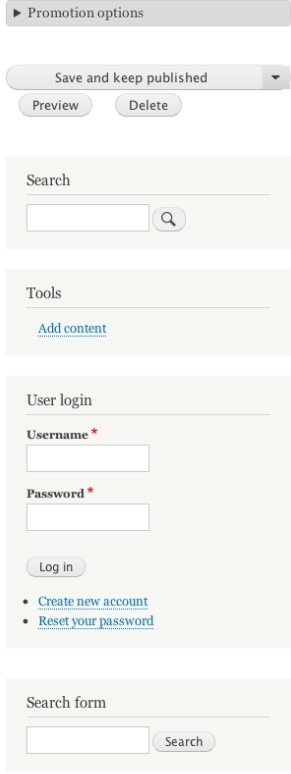 Promotion options
Save and keep published
Preview Delete
Search
Tools
Add content
User login
Username *
Password *
Log in
Create new account
Reset your password
Search form
Search